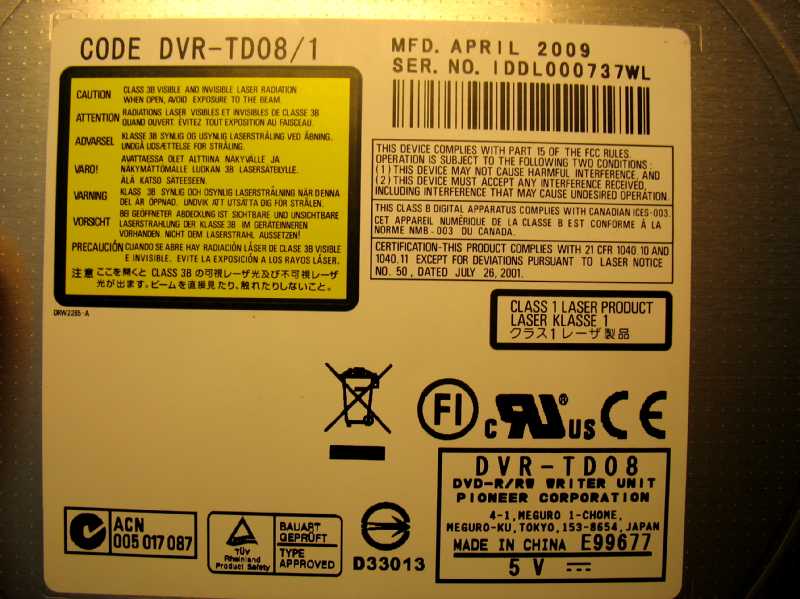 CODE DVR-TD08/1
MFD. APRIL 2009
SER. NO. IDDL000737WL
CAUTION CLASS 3B VISIBLE AND INVISIBLE LASER RADIATION
WHEN OPEN, AVOID EXPOSURE TO THE BEAM.
ATTENTION RADIATIONS LASER VISIBLES ET INVISIBLES DE CLASSE 3B
QUAND OUVERT. ÉVITEZ TOUT EXPOSITION AU FAISCEAU.
ADVARSEL KLASSE 3B SYNLIG OG USYNLIG LASERSTRÅLING VED ÅBNING.
UNDGÅ UDSÆTTELSE FOR STRÅLING.
VARO! AVATTAESSA OLET ALTTIINA NÄKYVÄLLE JA
NÄKYMÄTTÖMÄLLE LUOKAN 3B LASERSÄTEILYLLE.
ÄLÄ KATSO SÄTEESEEN.
VARNING KLASS 3B SYNLIG OCH OSYNLIG LASERSTRÅLNING NÄR DENNA
DEL ÄR ÖPPNAD. UNDVIK ATT UTSÄTTA DIG FÖR STRÅLEN.
VORSICHT BEI GEÖFFNETER ABDECKUNG IST SICHTBARE UND UNSICHTBARE
LASERSTRAHLUNG DER KLASSE 3B IM GERÄTEINNEREN
VORHANDEN. NICHT DEM LASERSTRAHL AUSSETZEN!
PRECAUCIÓN CUANDO SE ABRE HAY RADIACIÓN LÁSER DE CLASE 3B VISIBLE
E INVISIBLE. EVITE LA EXPOSICIÓN A LOS RAYOS LÁSER.
注意 ここを開くと CLASS 3B の可視レーザ光及び不可視レーザ
光が出ます。ビームを直接見たり、触れたりしないこと。
DRW2285-A
THIS DEVICE COMPLIES WITH PART 15 OF THE FCC RULES.
OPERATION IS SUBJECT TO THE FOLLOWING TWO CONDITIONS:
(1) THIS DEVICE MAY NOT CAUSE HARMFUL INTERFERENCE, AND
(2) THIS DEVICE MUST ACCEPT ANY INTERFERENCE RECEIVED,
INCLUDING INTERFERENCE THAT MAY CAUSE UNDESIRED OPERATION.
THIS CLASS B DIGITAL APPARATUS COMPLIES WITH CANADIAN ICES-003.
CET APPAREIL NUMÉRIQUE DE LA CLASSE B EST CONFORME À LA
NORME NMB-003 DU CANADA.
CERTIFICATION-THIS PRODUCT COMPLIES WITH 21 CFR 1040.10 AND
1040.11 EXCEPT FOR DEVIATIONS PURSUANT TO LASER NOTICE
NO. 50, DATED JULY 26, 2001.
CLASS 1 LASER PRODUCT
LASER KLASSE 1
クラス1 レーザ製品
FI c RU® US CE
DVR-TD08
DVD-R/RW WRITER UNIT
PIONEER CORPORATION
4-1, MEGURO 1-CHOME,
MEGURO-KU, TOKYO, 153-8654, JAPAN
MADE IN CHINA E99677
5 V
ACN
005 017 087
TÜV
Rheinland
Product Safety
BAUART
GEPRÜFT
TYPE
APPROVED
D33013